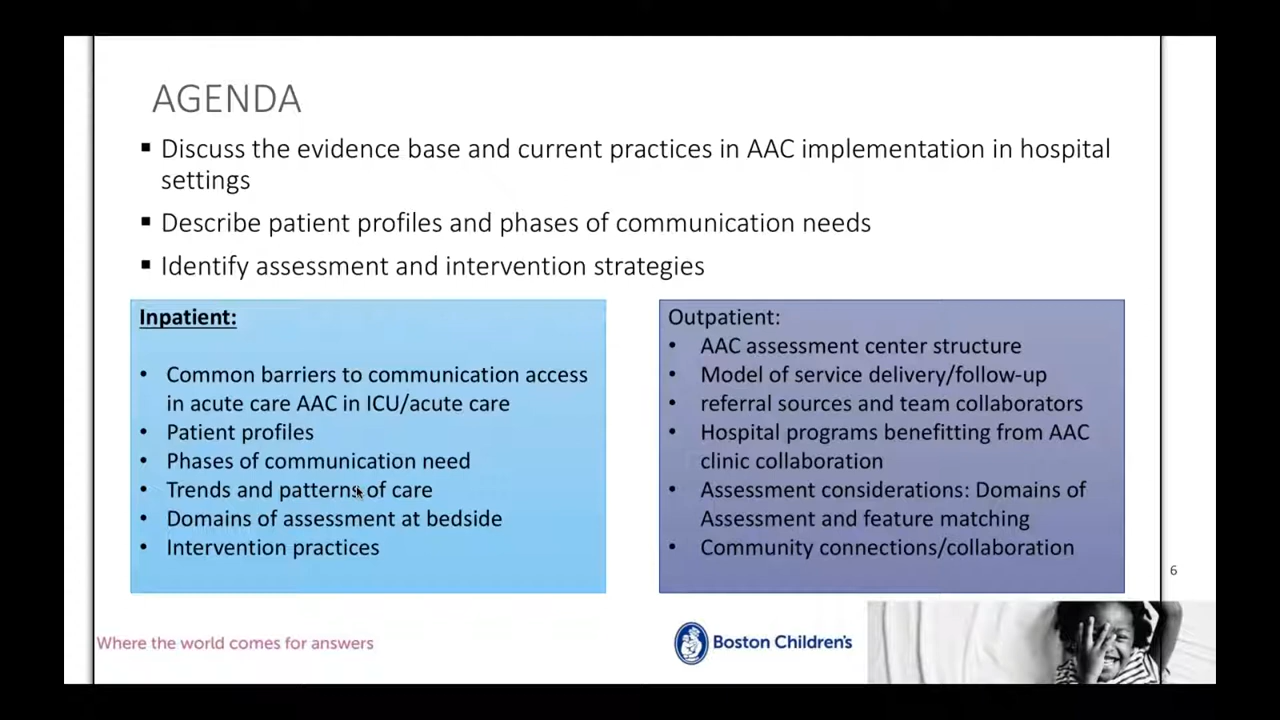 AGENDA
▪ Discuss the evidence base and current practices in AAC implementation in hospital
settings
▪ Describe patient profiles and phases of communication needs
▪ Identify assessment and intervention strategies
Inpatient:
• Common barriers to communication access
in acute care AAC in ICU/acute care
• Patient profiles
• Phases of communication need
• Trends and patterns of care
• Domains of assessment at bedside
• Intervention practices
Outpatient:
• AAC assessment center structure
• Model of service delivery/follow-up
• referral sources and team collaborators
• Hospital programs benefitting from AAC
clinic collaboration
• Assessment considerations: Domains of
Assessment and feature matching
• Community connections/collaboration
6
Where the world comes for answers
Boston Children's